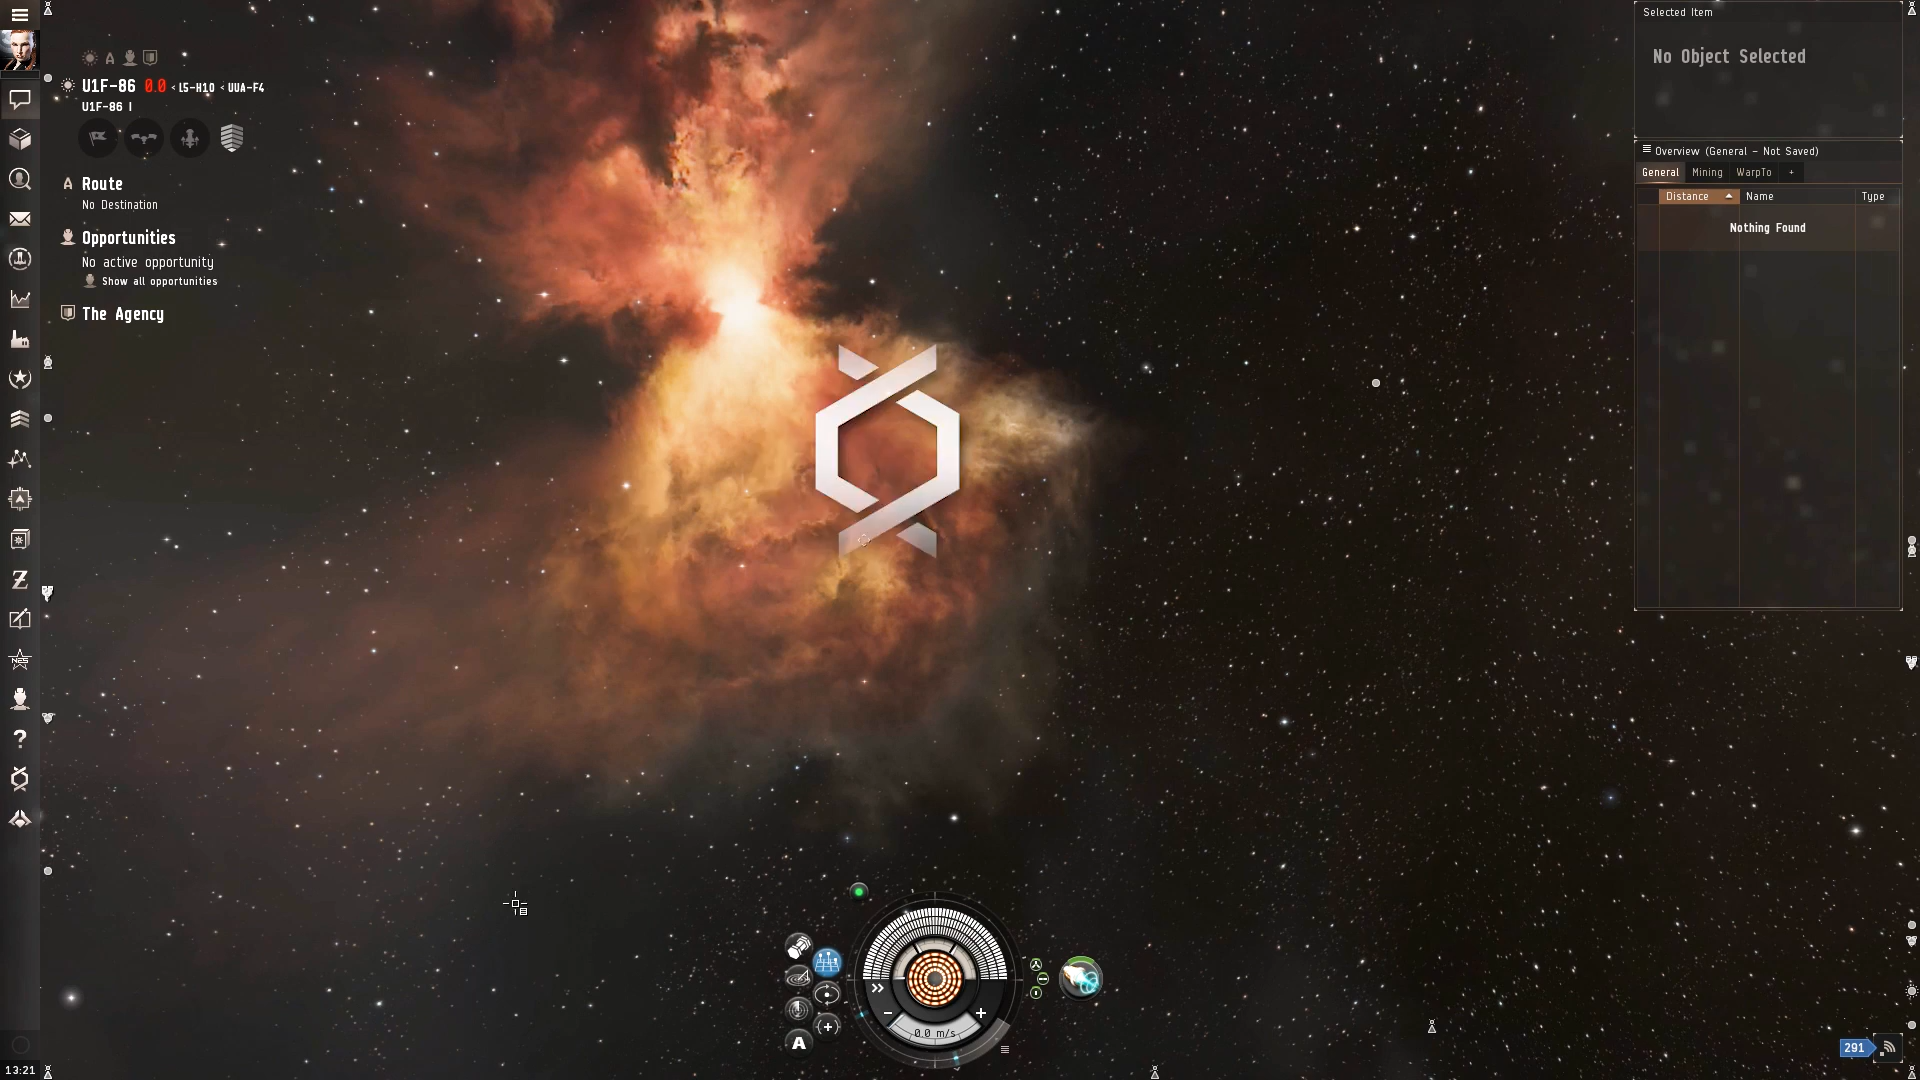 U1F-86 0.0 < L5-H10 < UUA-F4
U1F-86 I
A Route
No Destination
Opportunities
No active opportunity
Show all opportunities
The Agency
Selected Item
No Object Selected
Overview (General - Not Saved)
General Mining WarpTo +
Distance Name Type
Nothing Found
NES
A
0.0 m/s
291
13:21